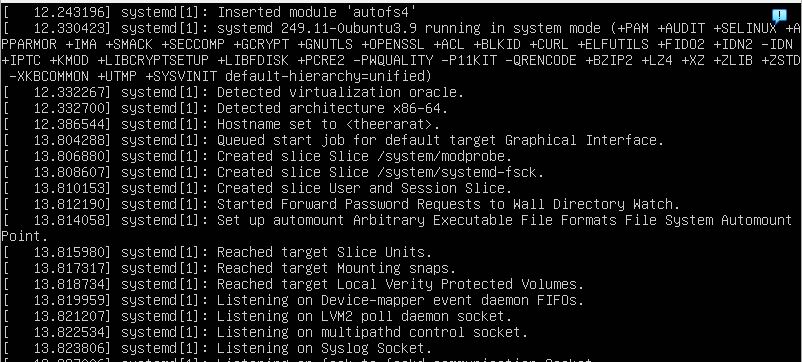 [   12.243196] systemd[1]: Inserted module 'autofs4'
[   12.330423] systemd[1]: systemd 249.11-0ubuntu3.9 running in system mode (+PAM +AUDIT +SELINUX +A
PPARMOR +IMA +SMACK +SECCOMP +GCRYPT +GNUTLS +OPENSSL +ACL +BLKID +CURL +ELFUTILS +FIDO2 +IDN2 -IDN
+IPTC +KMOD +LIBCRYPTSETUP +LIBFDISK +PCRE2 -PWQUALITY -P11KIT -QRENCODE +BZIP2 +LZ4 +XZ +ZLIB +ZSTD
-XKBCOMMON +UTMP +SYSVINIT default-hierarchy=unified)
[   12.332267] systemd[1]: Detected virtualization oracle.
[   12.332700] systemd[1]: Detected architecture x86-64.
[   12.386544] systemd[1]: Hostname set to <theerarat>.
[   13.804288] systemd[1]: Queued start job for default target Graphical Interface.
[   13.806880] systemd[1]: Created slice Slice /system/modprobe.
[   13.808607] systemd[1]: Created slice Slice /system/systemd-fsck.
[   13.810153] systemd[1]: Created slice User and Session Slice.
[   13.812190] systemd[1]: Started Forward Password Requests to Wall Directory Watch.
[   13.814058] systemd[1]: Set up automount Arbitrary Executable File Formats File System Automount
Point.
[   13.815980] systemd[1]: Reached target Slice Units.
[   13.817317] systemd[1]: Reached target Mounting snaps.
[   13.818734] systemd[1]: Reached target Local Verity Protected Volumes.
[   13.819959] systemd[1]: Listening on Device-mapper event daemon FIFOs.
[   13.821207] systemd[1]: Listening on LVM2 poll daemon socket.
[   13.822534] systemd[1]: Listening on multipathd control socket.
[   13.823806] systemd[1]: Listening on Syslog Socket.